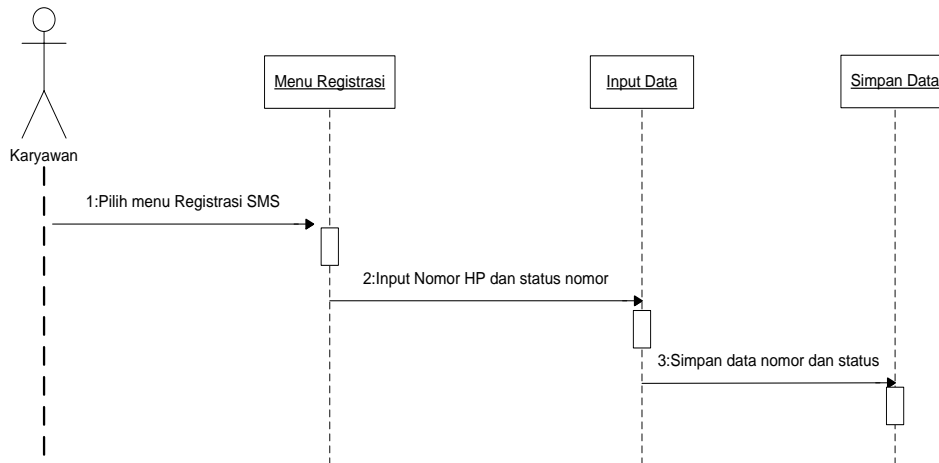 Menu Registrasi
Input Data
Simpan Data
Karyawan
1:Pilih menu Registrasi SMS
2:Input Nomor HP dan status nomor
3:Simpan data nomor dan status